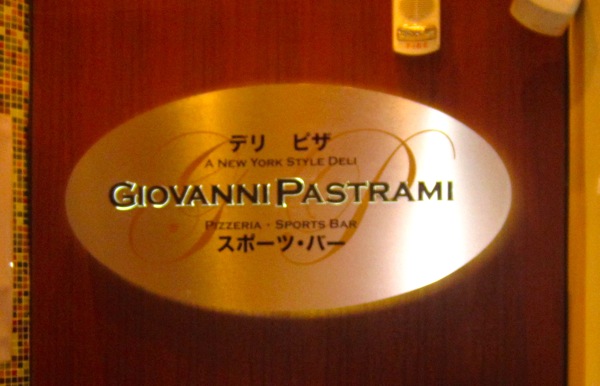 デリ ピザ
A NEW YORK STYLE DELI
GIOVANNI PASTRAMI
PIZZERIA · SPORTS BAR
スポーツ・バー